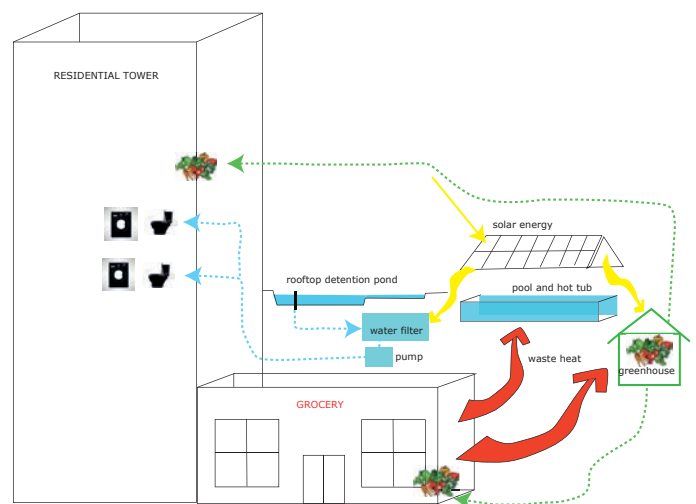 RESIDENTIAL TOWER
solar energy
rooftop detention pond
pool and hot tub
water filter
pump
waste heat
greenhouse
GROCERY